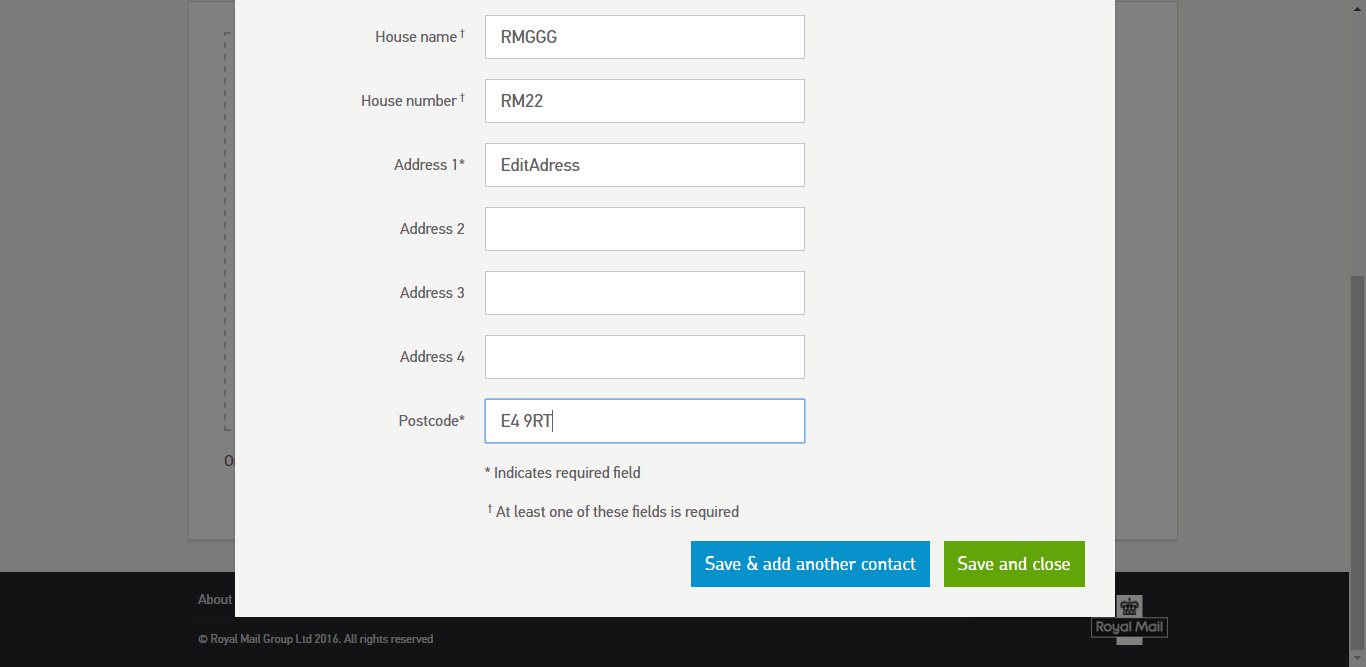 House name †
RMGGG
House number †
RM22
Address 1*
EditAdress
Address 2
Address 3
Address 4
Postcode*
E4 9RT
* Indicates required field
† At least one of these fields is required
Save & add another contact
Save and close
About
© Royal Mail Group Ltd 2016. All rights reserved
Royal Mail